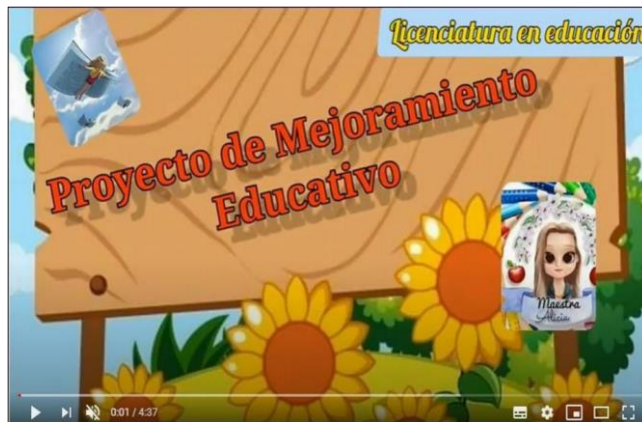 Licenciatura en educación
Proyecto de Mejoramiento
Educativo
Maestra
Alicia
0:01 / 4:37